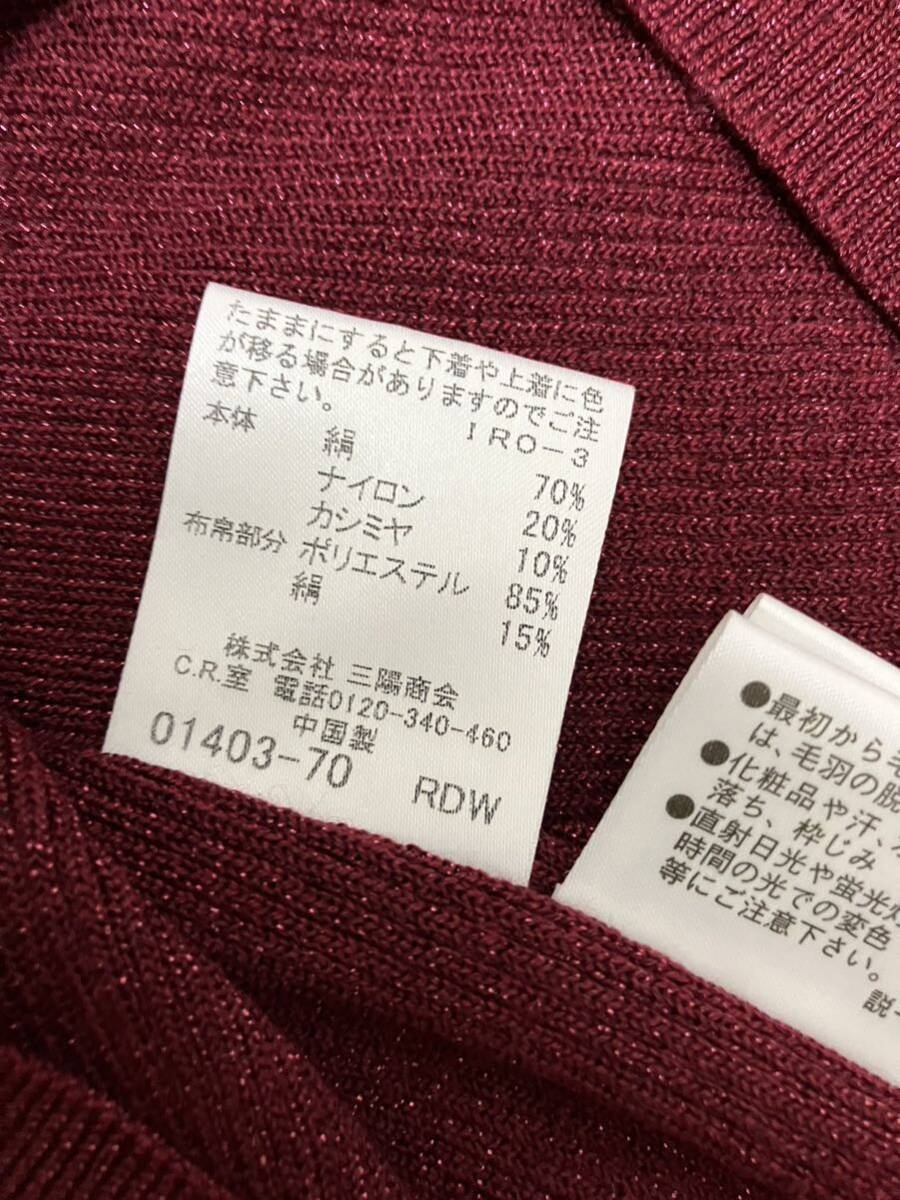 たままにすると下着や上着に色
が移る場合がありますのでご注
意下さい。
IRO-3
本体 絹 70%
ナイロン 20%
カシミヤ 10%
布帛部分 ポリエステル 85%
絹 15%
株式会社 三陽商会
C.R.室 電話0120-340-460
中国製
01403-70 RDW
●最初から毛
は、毛羽の脱
●化粧品や汗、
落ち、枠じみ
●直射日光や蛍光灯
時間の光での変色
等にご注意下さい。
説